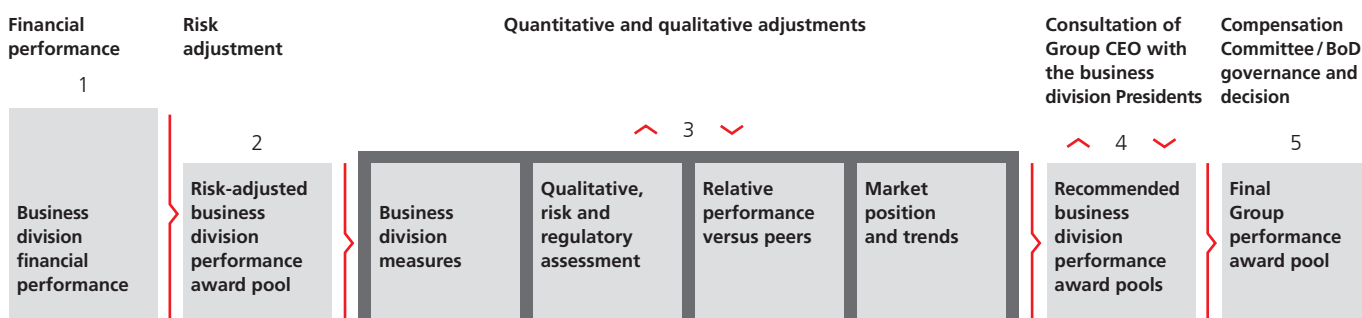 Financial
performance
1
Business
division
financial
performance
Risk
adjustment
2
Risk-adjusted
business
division
performance
award pool
Quantitative and qualitative adjustments
3
Business
division
measures
Qualitative,
risk and
regulatory
assessment
Relative
performance
versus peers
Market
position
and trends
Consultation of
Group CEO with
the business
division Presidents
4
Recommended
business
division
performance
award pools
Compensation
Committee / BoD
governance and
decision
5
Final
Group
performance
award pool